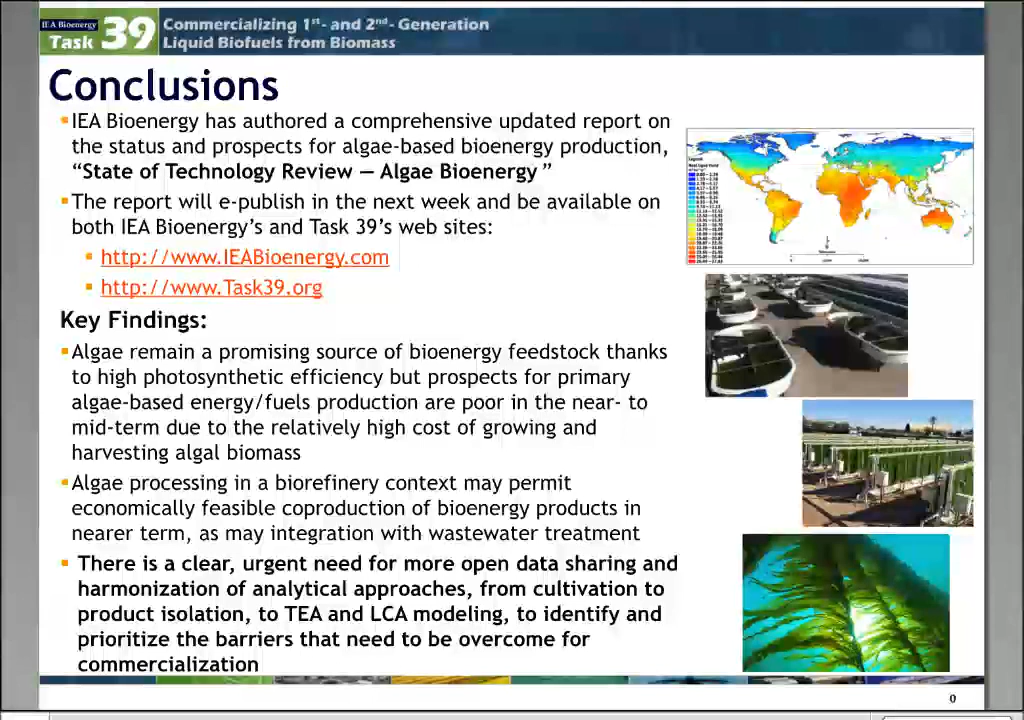 IEA Bioenergy
Task 39
Commercializing 1st- and 2nd- Generation
Liquid Biofuels from Biomass
Conclusions
▪IEA Bioenergy has authored a comprehensive updated report on
the status and prospects for algae-based bioenergy production,
“State of Technology Review — Algae Bioenergy ”
▪The report will e-publish in the next week and be available on
both IEA Bioenergy’s and Task 39’s web sites:
▪ http://www.IEABioenergy.com
▪ http://www.Task39.org
Key Findings:
▪Algae remain a promising source of bioenergy feedstock thanks
to high photosynthetic efficiency but prospects for primary
algae-based energy/fuels production are poor in the near- to
mid-term due to the relatively high cost of growing and
harvesting algal biomass
▪Algae processing in a biorefinery context may permit
economically feasible coproduction of bioenergy products in
nearer term, as may integration with wastewater treatment
▪ There is a clear, urgent need for more open data sharing and
harmonization of analytical approaches, from cultivation to
product isolation, to TEA and LCA modeling, to identify and
prioritize the barriers that need to be overcome for
commercialization
0